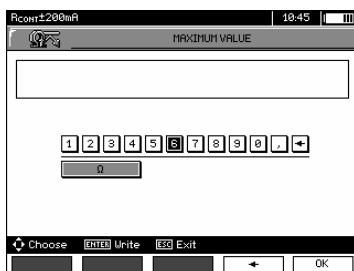 RCONT±200mA 10:45
MAXIMUM VALUE
1 2 3 4 5 6 7 8 9 0 , ←
Ω
Choose ENTER Write ESC Exit
← OK